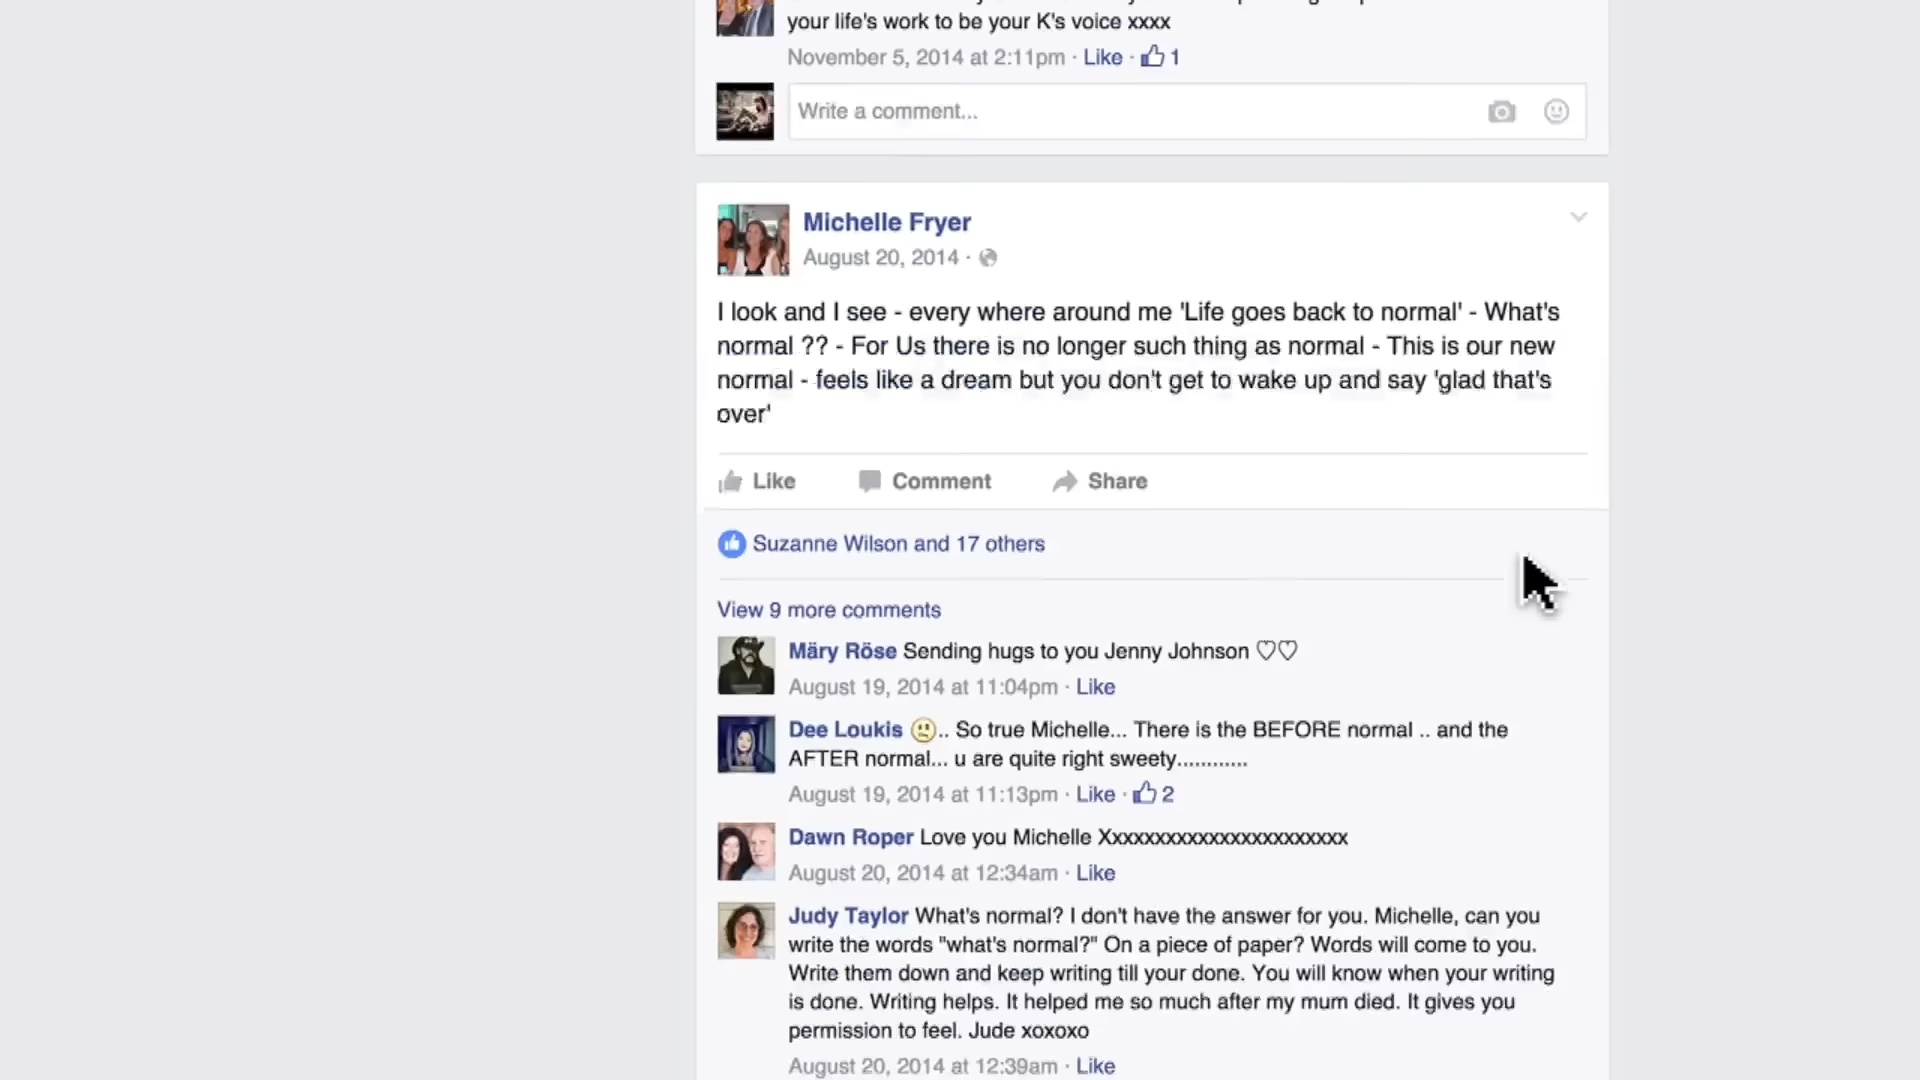 your life's work to be your K's voice xxxx
November 5, 2014 at 2:11pm · Like · 1
Write a comment...
Michelle Fryer
August 20, 2014 ·
I look and I see - every where around me 'Life goes back to normal' - What's
normal ?? - For Us there is no longer such thing as normal - This is our new
normal - feels like a dream but you don't get to wake up and say 'glad that's
over'
Like Comment Share
Suzanne Wilson and 17 others
View 9 more comments
Märy Röse Sending hugs to you Jenny Johnson ♡♡
August 19, 2014 at 11:04pm · Like
Dee Loukis .. So true Michelle... There is the BEFORE normal .. and the
AFTER normal... u are quite right sweety............
August 19, 2014 at 11:13pm · Like · 2
Dawn Roper Love you Michelle Xxxxxxxxxxxxxxxxxxxxxxx
August 20, 2014 at 12:34am · Like
Judy Taylor What's normal? I don't have the answer for you. Michelle, can you
write the words "what's normal?" On a piece of paper? Words will come to you.
Write them down and keep writing till your done. You will know when your writing
is done. Writing helps. It helped me so much after my mum died. It gives you
permission to feel. Jude xoxoxo
August 20, 2014 at 12:39am · Like